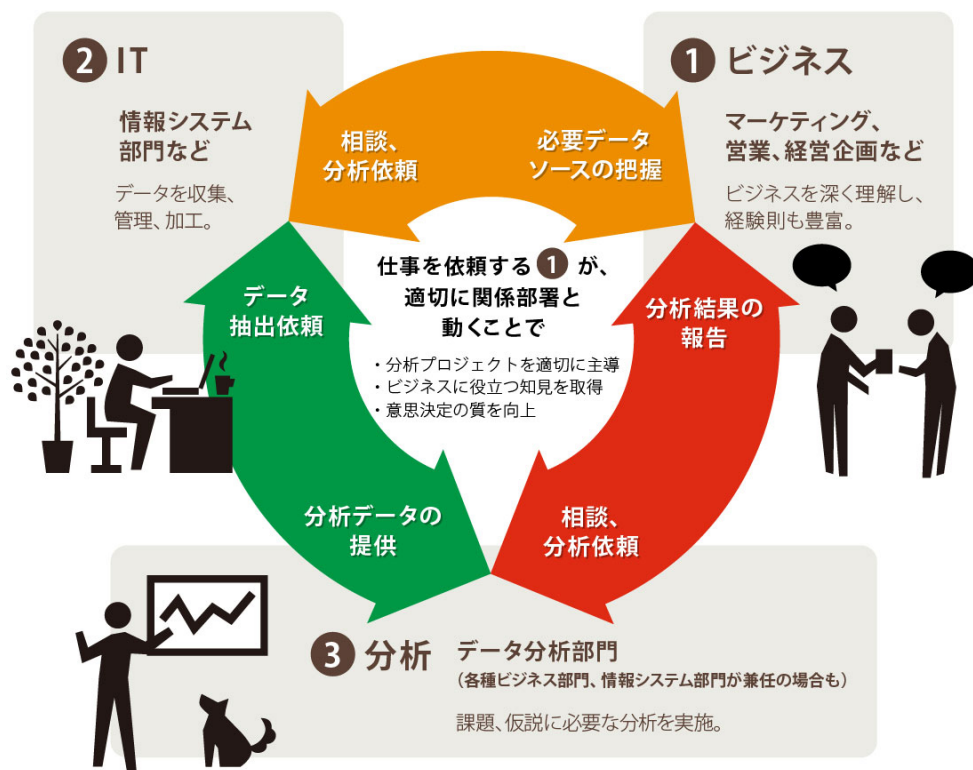 ❷ IT
情報システム
部門など
データを収集、
管理、加工。
❶ ビジネス
マーケティング、
営業、経営企画など
ビジネスを深く理解し、
経験則も豊富。
相談、
分析依頼
必要データ
ソースの把握
データ
抽出依頼
分析データの
提供
分析結果の
報告
相談、
分析依頼
仕事を依頼する❶が、
適切に関係部署と
動くことで
・分析プロジェクトを適切に主導
・ビジネスに役立つ知見を取得
・意思決定の質を向上
❸ 分析
データ分析部門
(各種ビジネス部門、情報システム部門が兼任の場合も)
課題、仮説に必要な分析を実施。